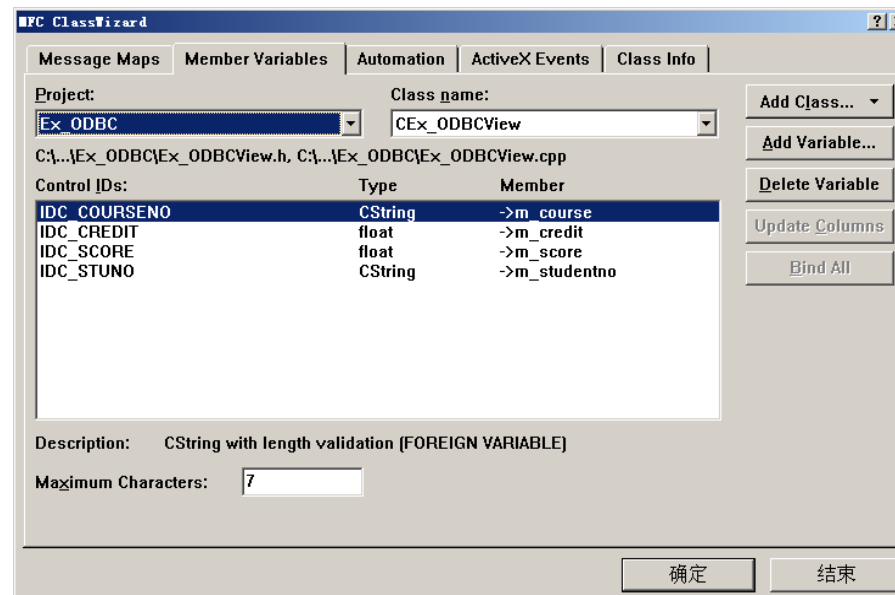 MFC ClassWizard
Message Maps Member Variables Automation ActiveX Events Class Info
Project: Class name:
Ex_ODBC CEx_ODBCView
Add Class...
C:\...\Ex_ODBC\Ex_ODBCView.h, C:\...\Ex_ODBC\Ex_ODBCView.cpp
Add Variable...
Control IDs: Type Member
Delete Variable
IDC_COURSENO CString ->m_course
IDC_CREDIT float ->m_credit
IDC_SCORE float ->m_score
IDC_STUNO CString ->m_studentno
Update Columns
Bind All
Description: CString with length validation (FOREIGN VARIABLE)
Maximum Characters: 7
确定 结束